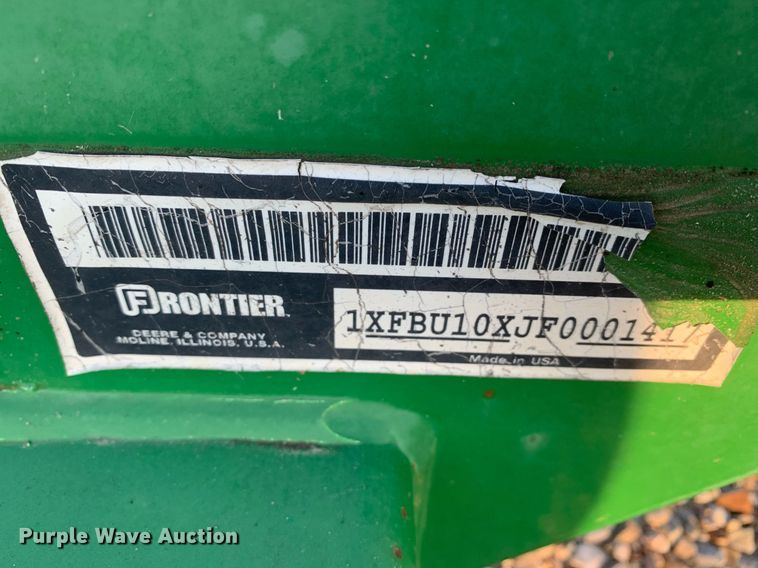 FRONTIER
DEERE & COMPANY
MOLINE, ILLINOIS, U.S.A.
1XFBU10XJF0001417
Made in USA
Purple Wave Auction